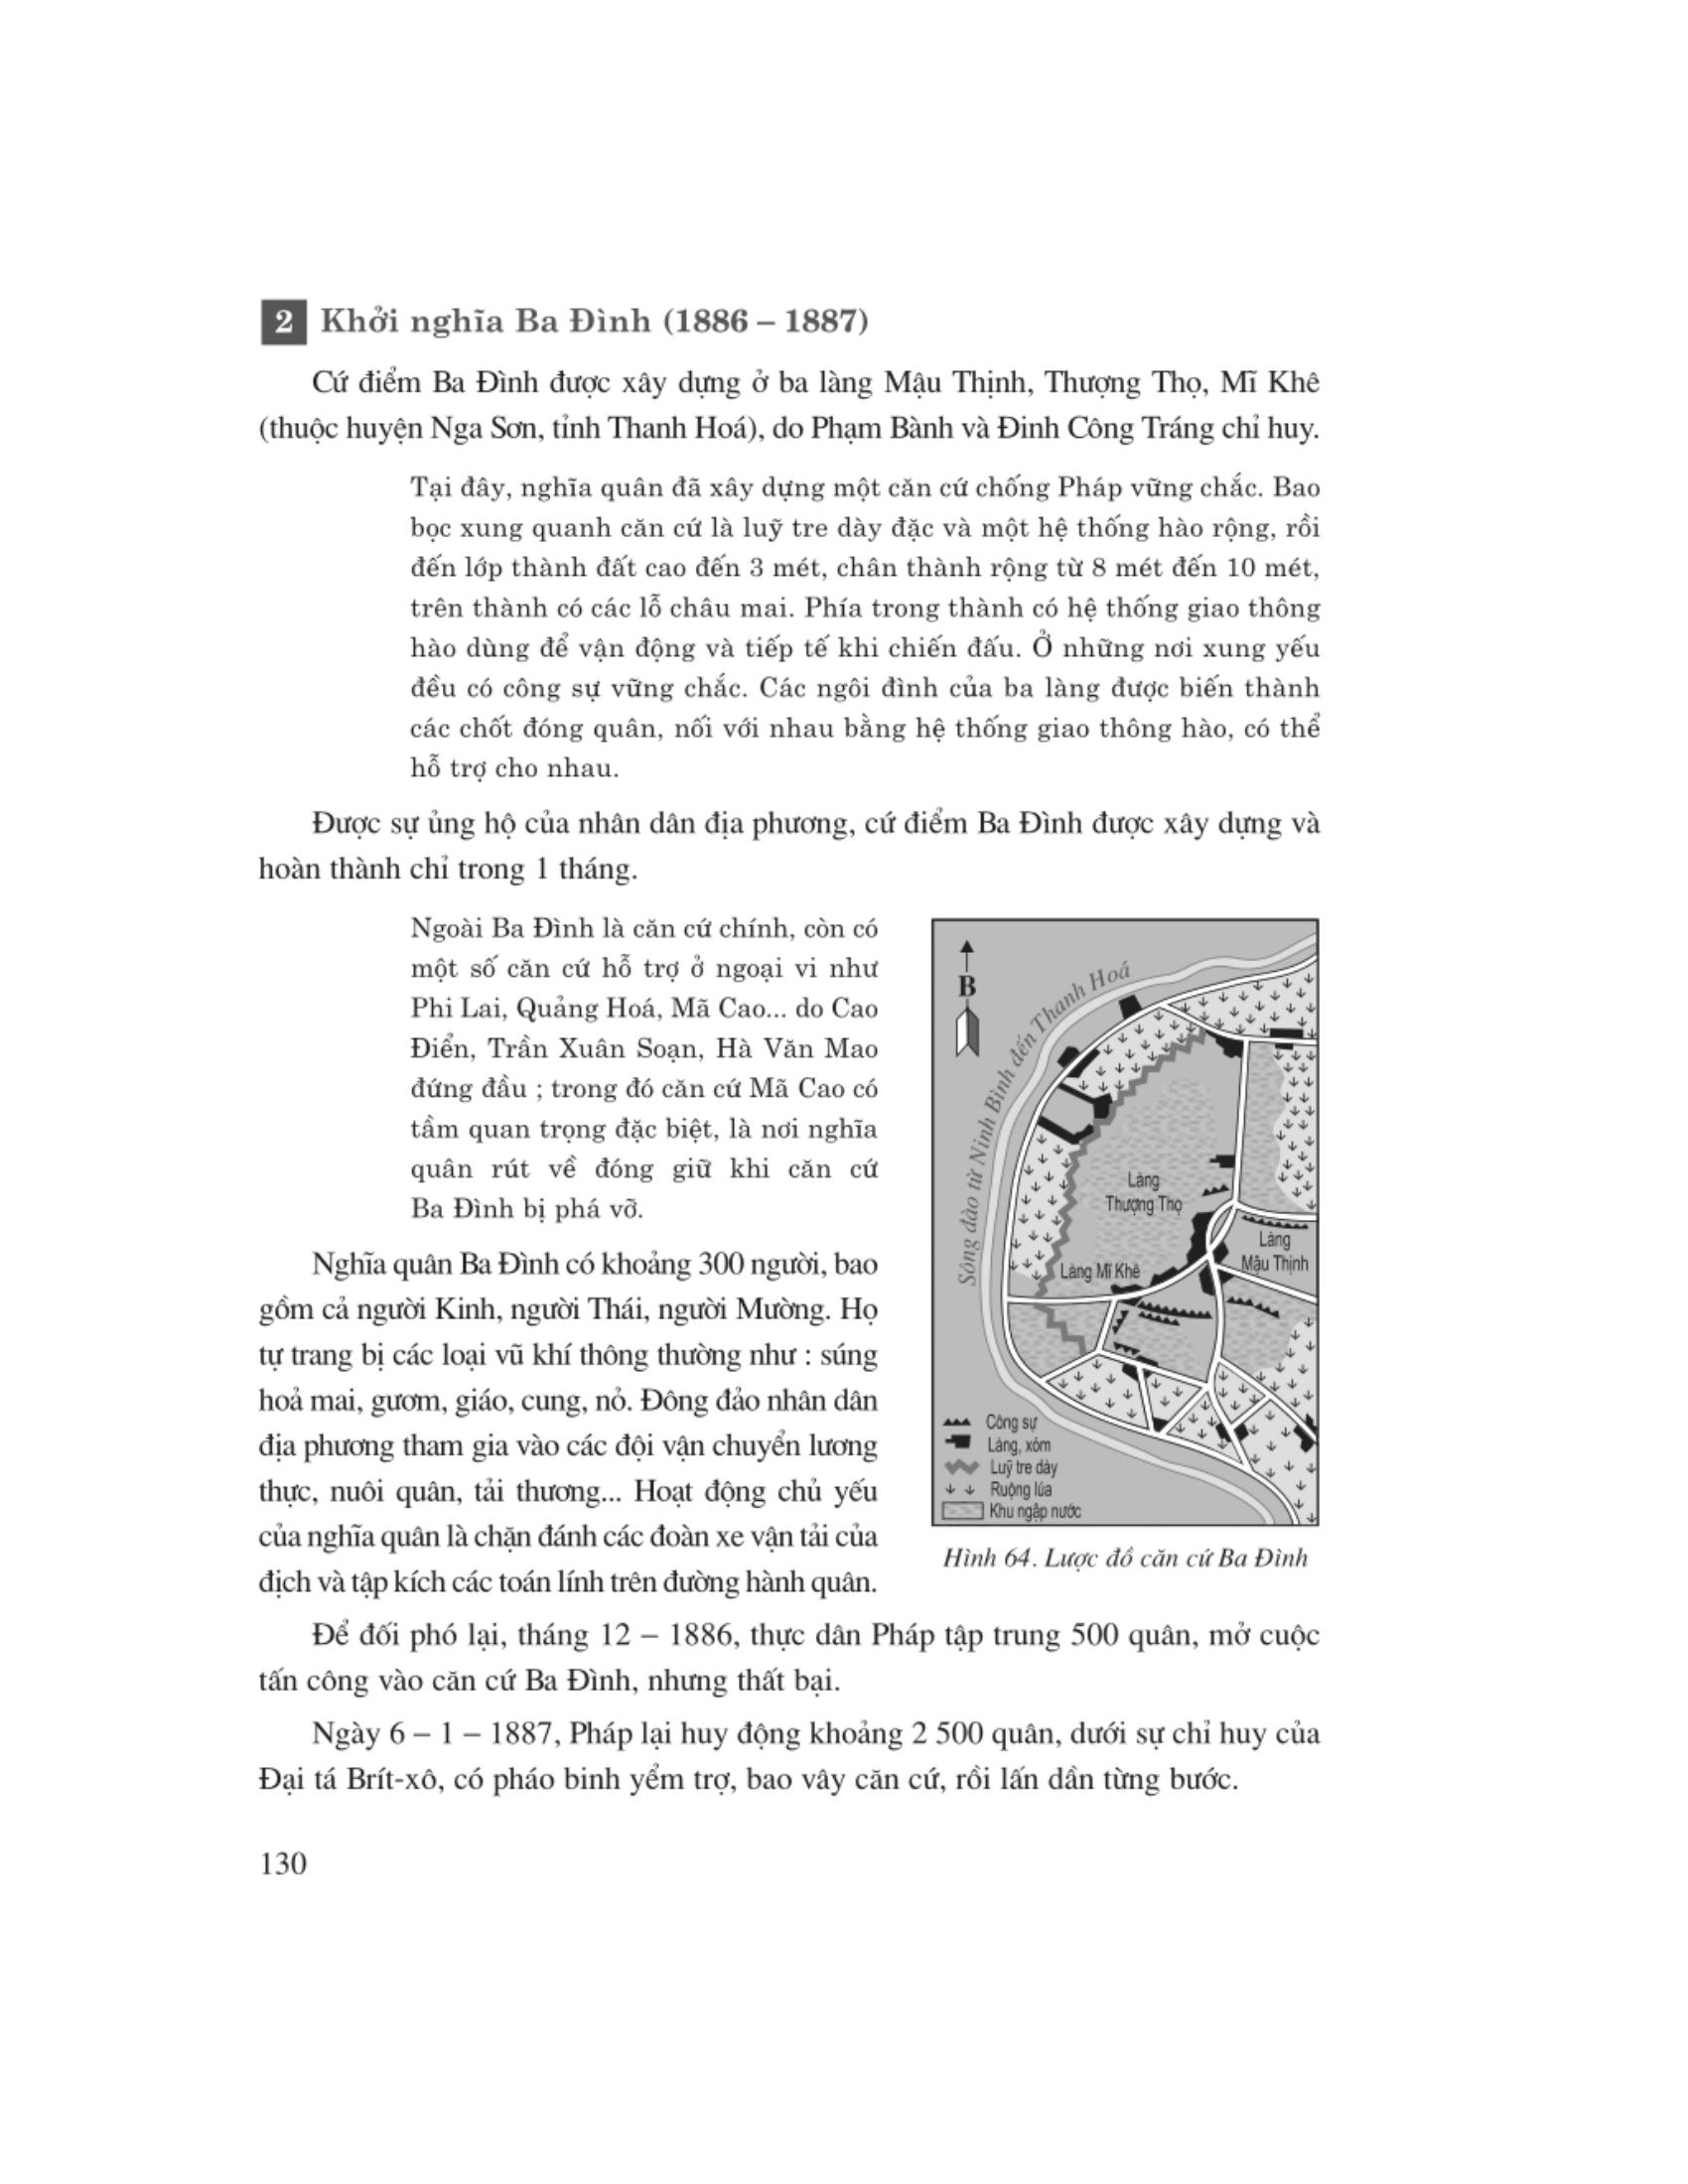 2 Khởi nghĩa Ba Đình (1886 – 1887)
Cứ điểm Ba Đình được xây dựng ở ba làng Mậu Thịnh, Thượng Thọ, Mĩ Khê
(thuộc huyện Nga Sơn, tỉnh Thanh Hoá), do Phạm Bành và Đinh Công Tráng chỉ huy.
Tại đây, nghĩa quân đã xây dựng một căn cứ chống Pháp vững chắc. Bao
bọc xung quanh căn cứ là luỹ tre dày đặc và một hệ thống hào rộng, rồi
đến lớp thành đất cao đến 3 mét, chân thành rộng từ 8 mét đến 10 mét,
trên thành có các lỗ châu mai. Phía trong thành có hệ thống giao thông
hào dùng để vận động và tiếp tế khi chiến đấu. Ở những nơi xung yếu
đều có công sự vững chắc. Các ngôi đình của ba làng được biến thành
các chốt đóng quân, nối với nhau bằng hệ thống giao thông hào, có thể
hỗ trợ cho nhau.
Được sự ủng hộ của nhân dân địa phương, cứ điểm Ba Đình được xây dựng và
hoàn thành chỉ trong 1 tháng.
Ngoài Ba Đình là căn cứ chính, còn có
một số căn cứ hỗ trợ ở ngoại vi như
Phi Lai, Quảng Hoá, Mã Cao... do Cao
Điển, Trần Xuân Soạn, Hà Văn Mao
đứng đầu ; trong đó căn cứ Mã Cao có
tầm quan trọng đặc biệt, là nơi nghĩa
quân rút về đóng giữ khi căn cứ
Ba Đình bị phá vỡ.
Nghĩa quân Ba Đình có khoảng 300 người, bao
gồm cả người Kinh, người Thái, người Mường. Họ
tự trang bị các loại vũ khí thông thường như : súng
hoả mai, gươm, giáo, cung, nỏ. Đông đảo nhân dân
địa phương tham gia vào các đội vận chuyển lương
thực, nuôi quân, tải thương... Hoạt động chủ yếu
của nghĩa quân là chặn đánh các đoàn xe vận tải của
địch và tập kích các toán lính trên đường hành quân.
B
Sông đào từ Ninh Bình đến Thanh Hoá
Làng
Thượng Thọ
Làng
Mậu Thịnh
Làng Mĩ Khê
Công sự
Làng, xóm
Luỹ tre dày
Ruộng lúa
Khu ngập nước
Hình 64. Lược đồ căn cứ Ba Đình
Để đối phó lại, tháng 12 – 1886, thực dân Pháp tập trung 500 quân, mở cuộc
tấn công vào căn cứ Ba Đình, nhưng thất bại.
Ngày 6 – 1 – 1887, Pháp lại huy động khoảng 2 500 quân, dưới sự chỉ huy của
Đại tá Brít-xô, có pháo binh yểm trợ, bao vây căn cứ, rồi lấn dần từng bước.
130